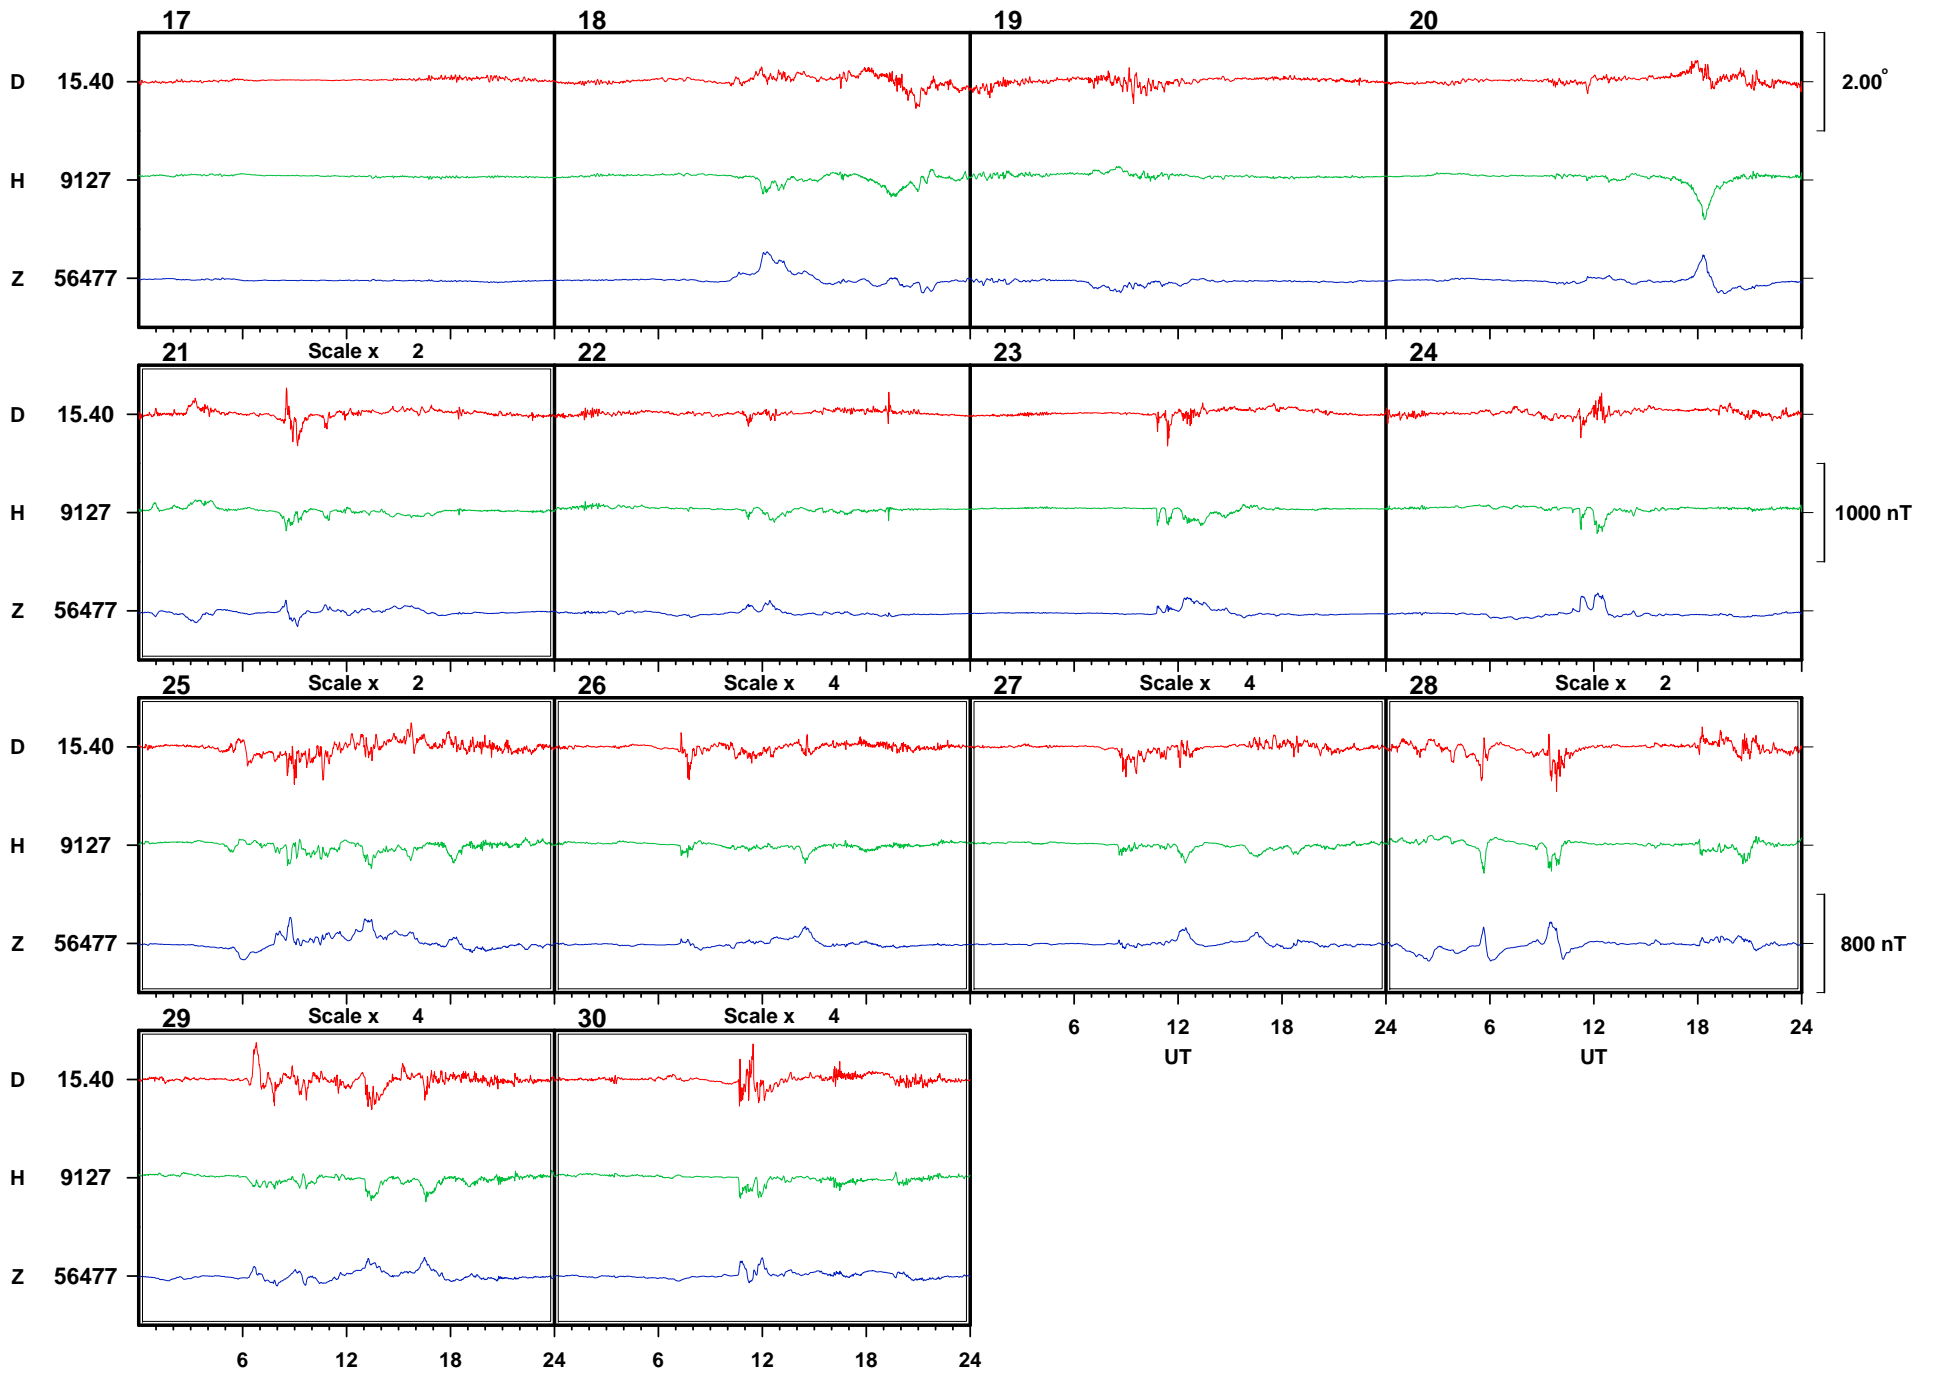 17 18 19 20
D 15.40 2.00°
H 9127
Z 56477
21 Scale x 2 22 23 24
D 15.40
H 9127 1000 nT
Z 56477
25 Scale x 2 26 Scale x 4 27 Scale x 4 28 Scale x 2
D 15.40
H 9127
Z 56477 800 nT
29 Scale x 4 30 Scale x 4 6 12 18 24 6 12 18 24
UT UT
D 15.40
H 9127
Z 56477
6 12 18 24 6 12 18 24